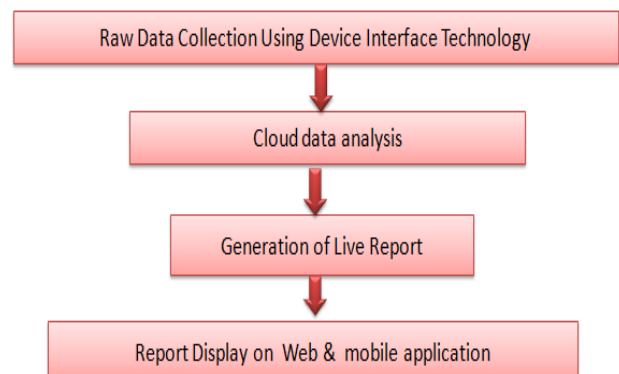 Raw Data Collection Using Device Interface Technology
Cloud data analysis
Generation of Live Report
Report Display on Web & mobile application